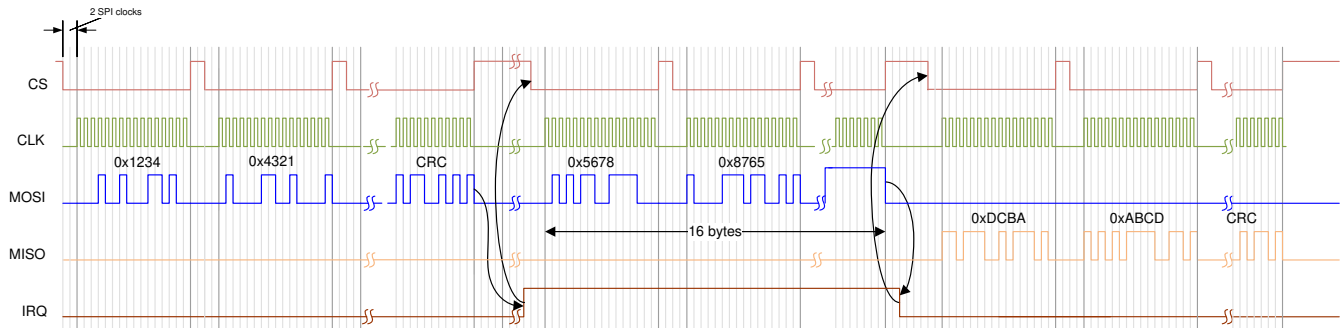 2 SPI clocks
CS
CLK
0x1234 0x4321 CRC 0x5678 0x8765
MOSI
0xDCBA 0xABCD CRC
16 bytes
MISO
IRQ